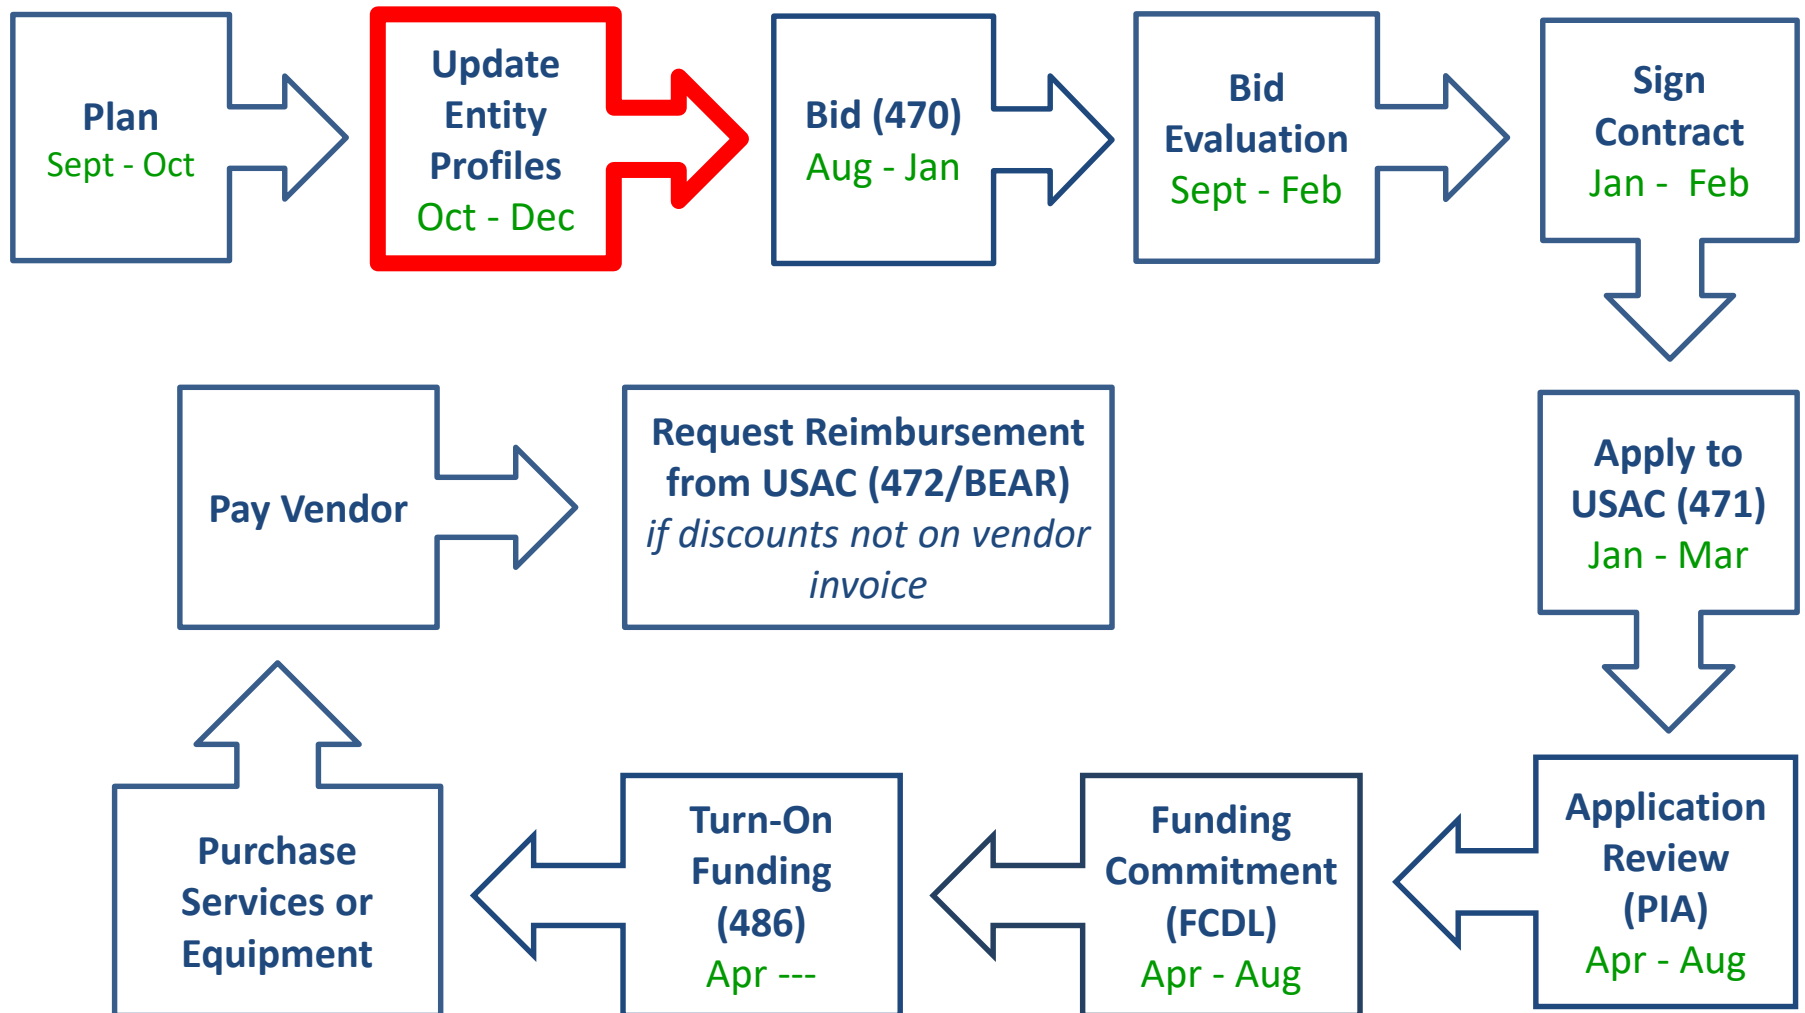 Plan
Sept - Oct
Update
Entity
Profiles
Oct - Dec
Bid (470)
Aug - Jan
Bid
Evaluation
Sept - Feb
Sign
Contract
Jan -  Feb
Apply to
USAC (471)
Jan - Mar
Application
Review
(PIA)
Apr - Aug
Funding
Commitment
(FCDL)
Apr - Aug
Turn-On
Funding
(486)
Apr ---
Purchase
Services or
Equipment
Pay Vendor
Request Reimbursement
from USAC (472/BEAR)
if discounts not on vendor
invoice